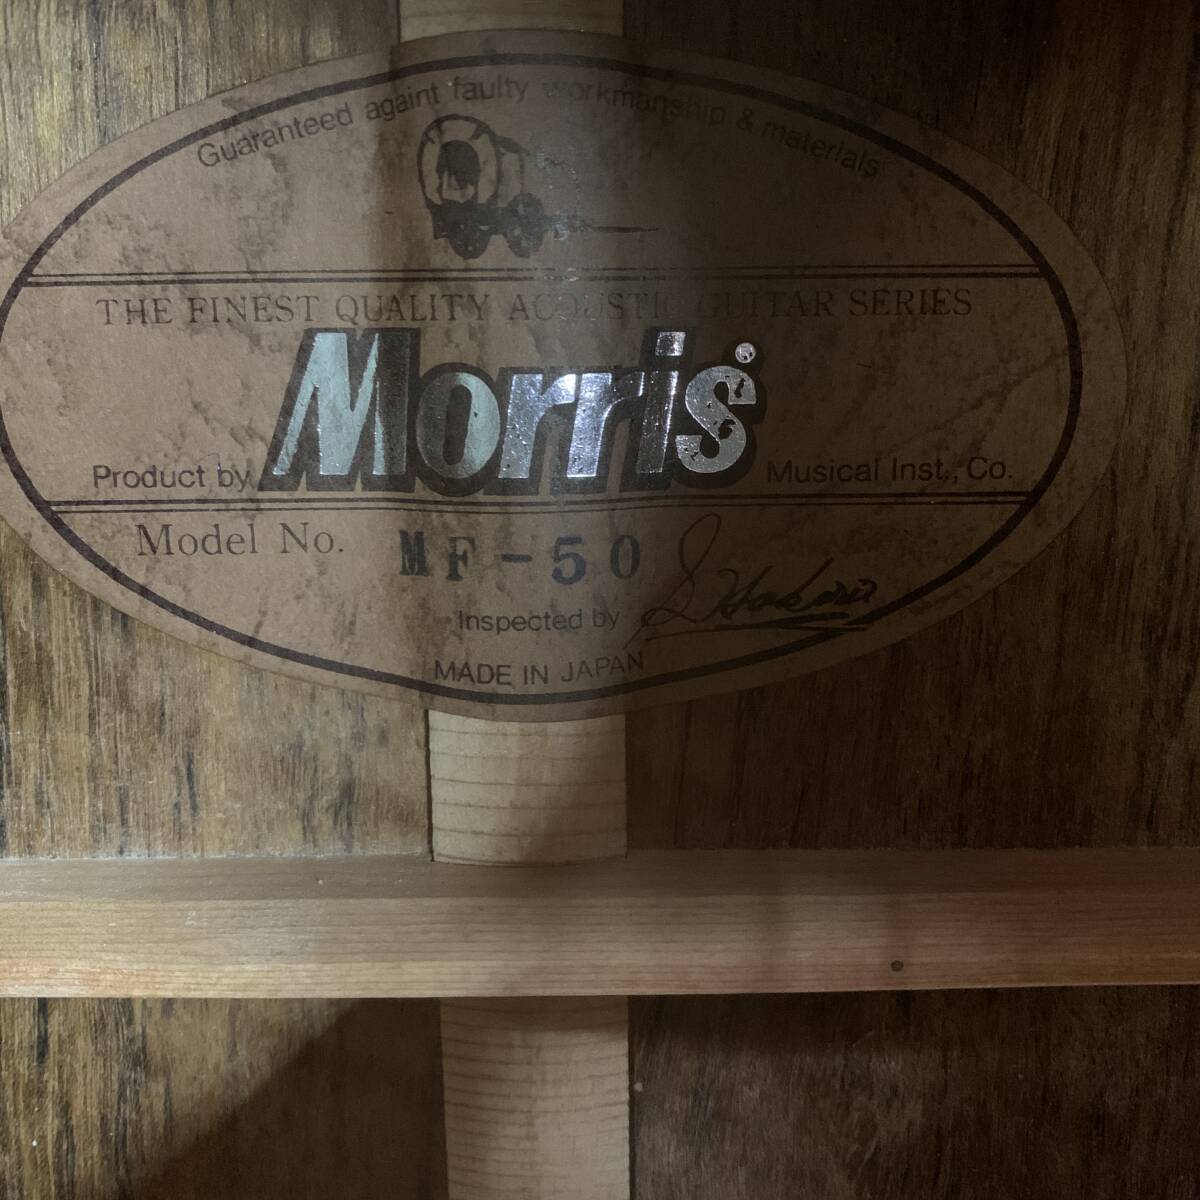 Guaranteed againt faulty workmanship & materials
THE FINEST QUALITY ACOUSTIC GUITAR SERIES
Product by Morris® Musical Inst., Co.
Model No. MF-50
Inspected by
MADE IN JAPAN